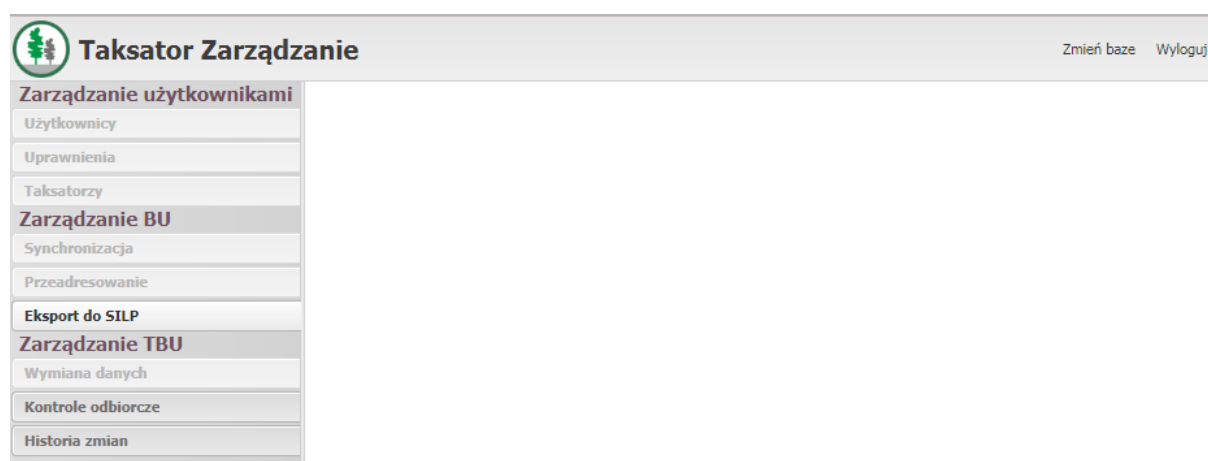 Taksator Zarządzanie
Zmień baze Wyloguj
Zarządzanie użytkownikami
Użytkownicy
Uprawnienia
Taksatorzy
Zarządzanie BU
Synchronizacja
Przeadresowanie
Eksport do SILP
Zarządzanie TBU
Wymiana danych
Kontrole odbiorcze
Historia zmian